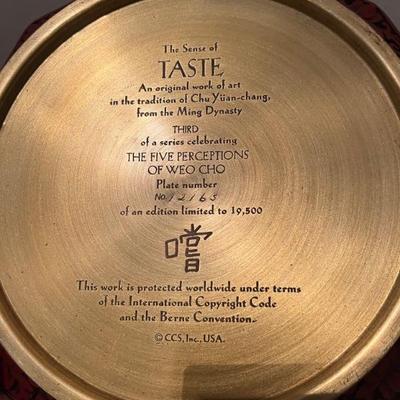 The Sense of
TASTE
An original work of art
in the tradition of Chu Yüan-chang,
from the Ming Dynasty
THIRD
of a series celebrating
THE FIVE PERCEPTIONS
OF WEO CHO
Plate number
No. 12165
of an edition limited to 19,500
嚐
This work is protected worldwide under terms
of the International Copyright Code
and the Berne Convention.
© CCS, Inc., USA.